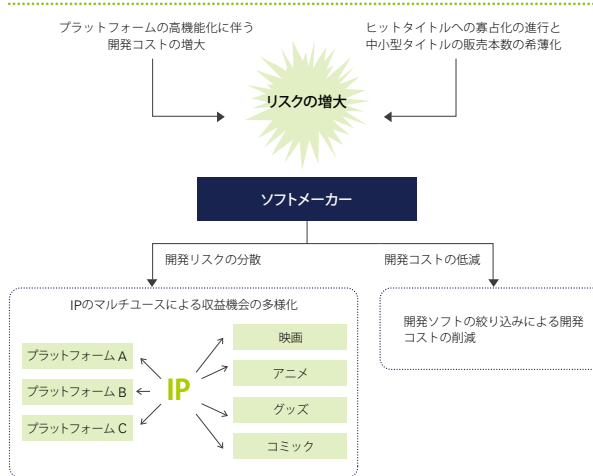 プラットフォームの高機能化に伴う
開発コストの増大
ヒットタイトルへの寡占化の進行と
中小型タイトルの販売本数の希薄化
リスクの増大
ソフトメーカー
開発リスクの分散
開発コストの低減
IPのマルチユースによる収益機会の多様化
プラットフォーム A
プラットフォーム B
プラットフォーム C
IP
映画
アニメ
グッズ
コミック
開発ソフトの絞り込みによる開発
コストの削減